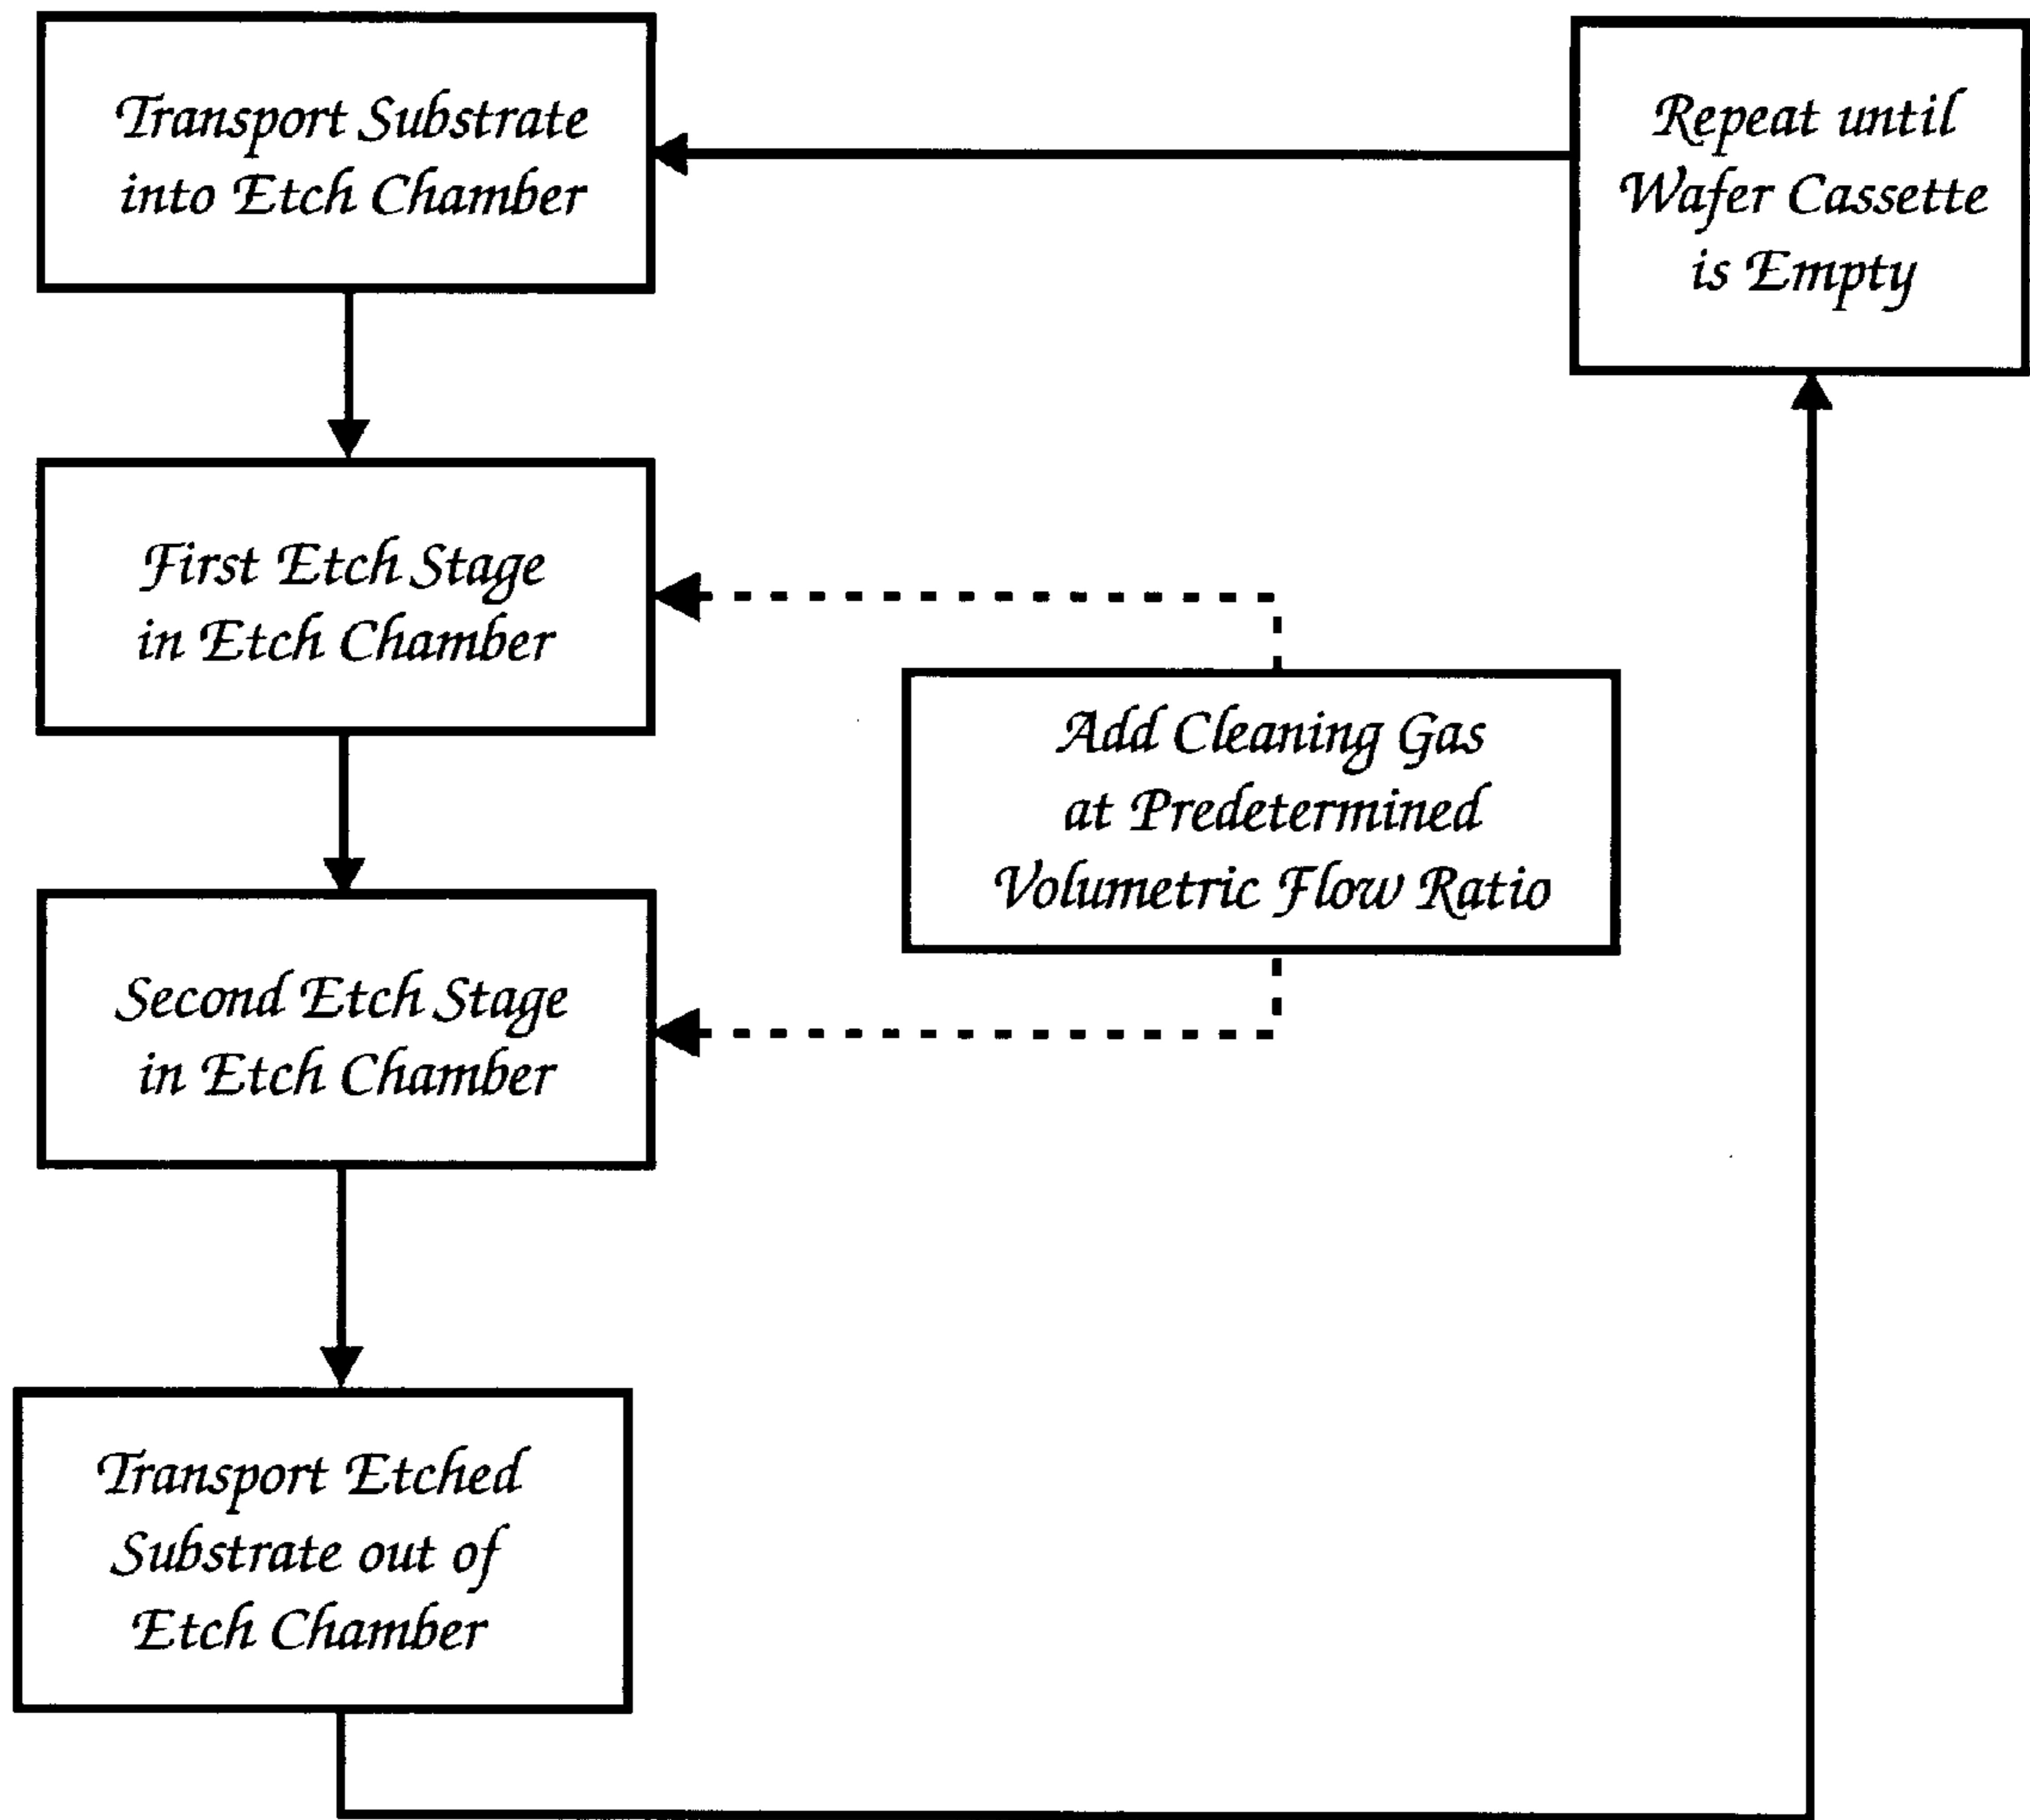 Transport Substrate
into Etch Chamber
Repeat until
Wafer Cassette
is Empty
First Etch Stage
in Etch Chamber
Add Cleaning Gas
at Predetermined
Volumetric Flow Ratio
Second Etch Stage
in Etch Chamber
Transport Etched
Substrate out of
Etch Chamber